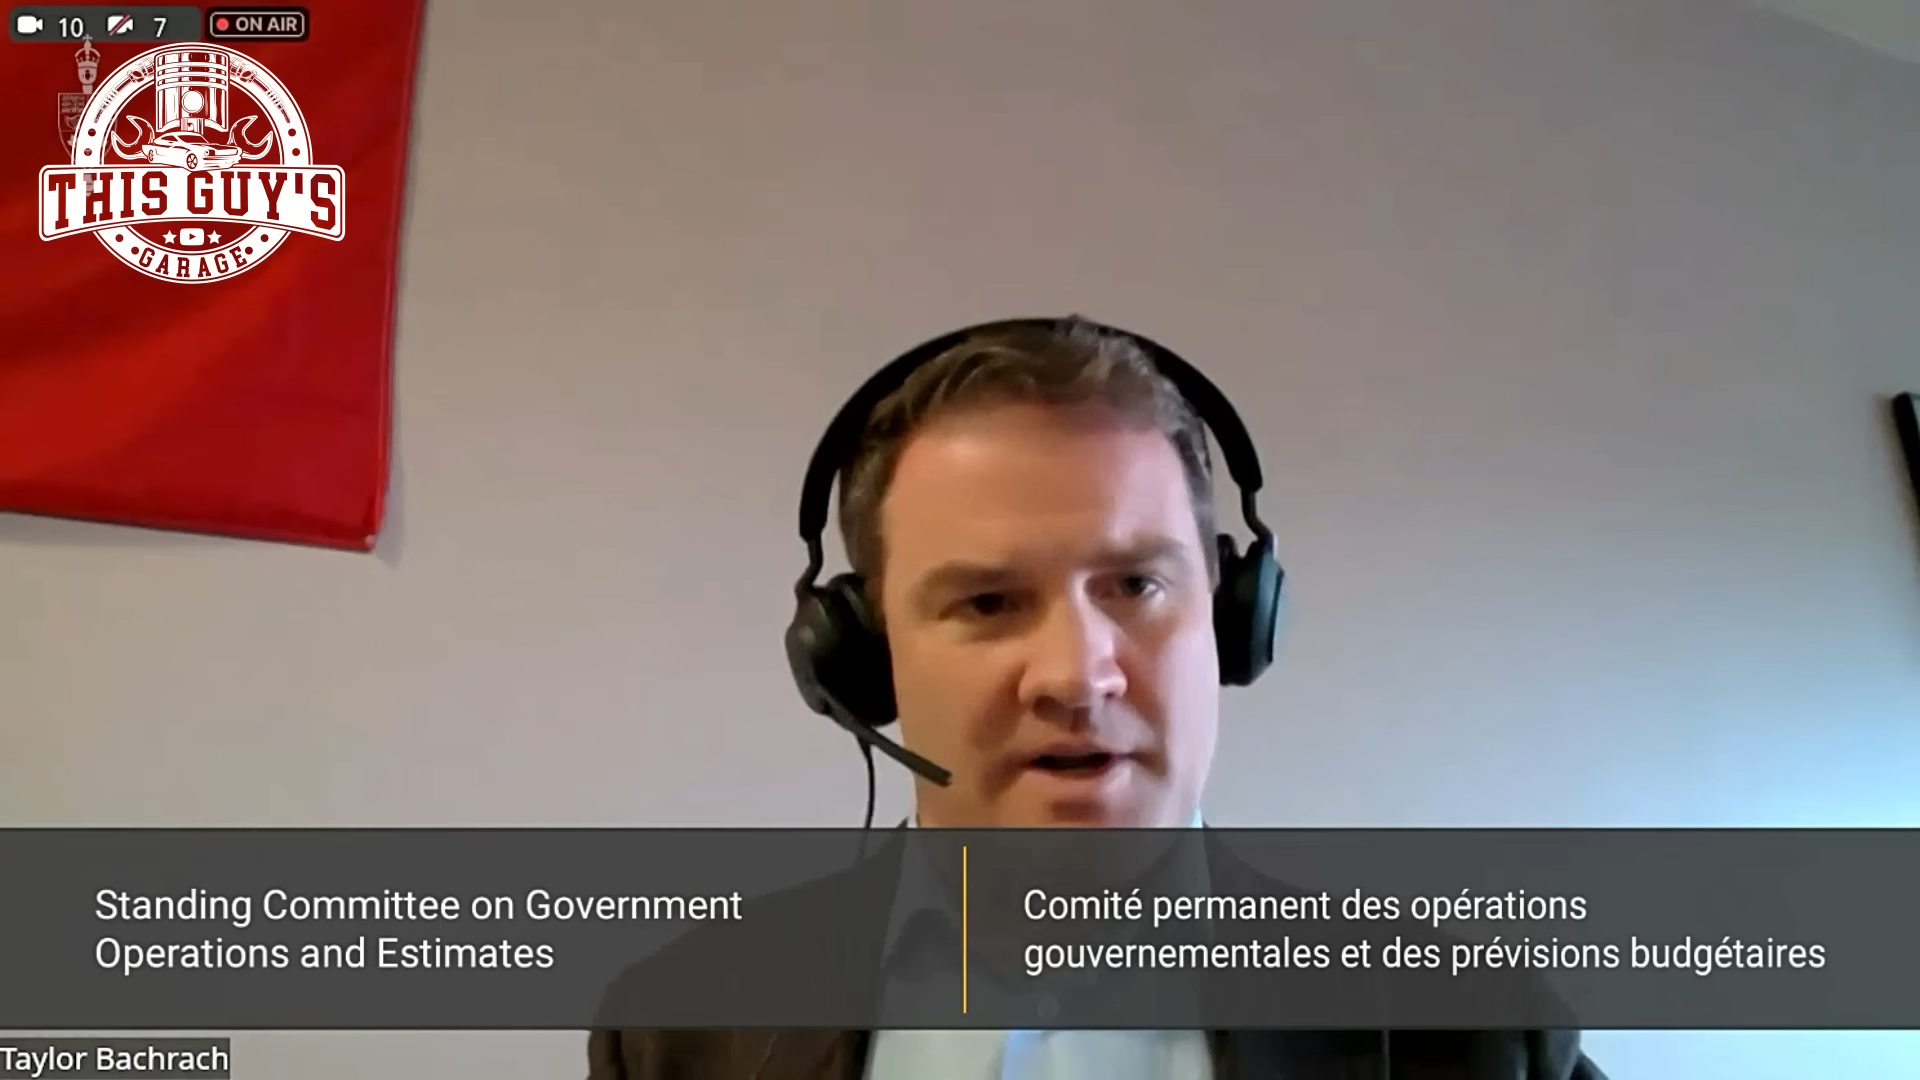 10
7
ON AIR
THIS GUY'S
GARAGE
Standing Committee on Government
Operations and Estimates
Comité permanent des opérations
gouvernementales et des prévisions budgétaires
Taylor Bachrach